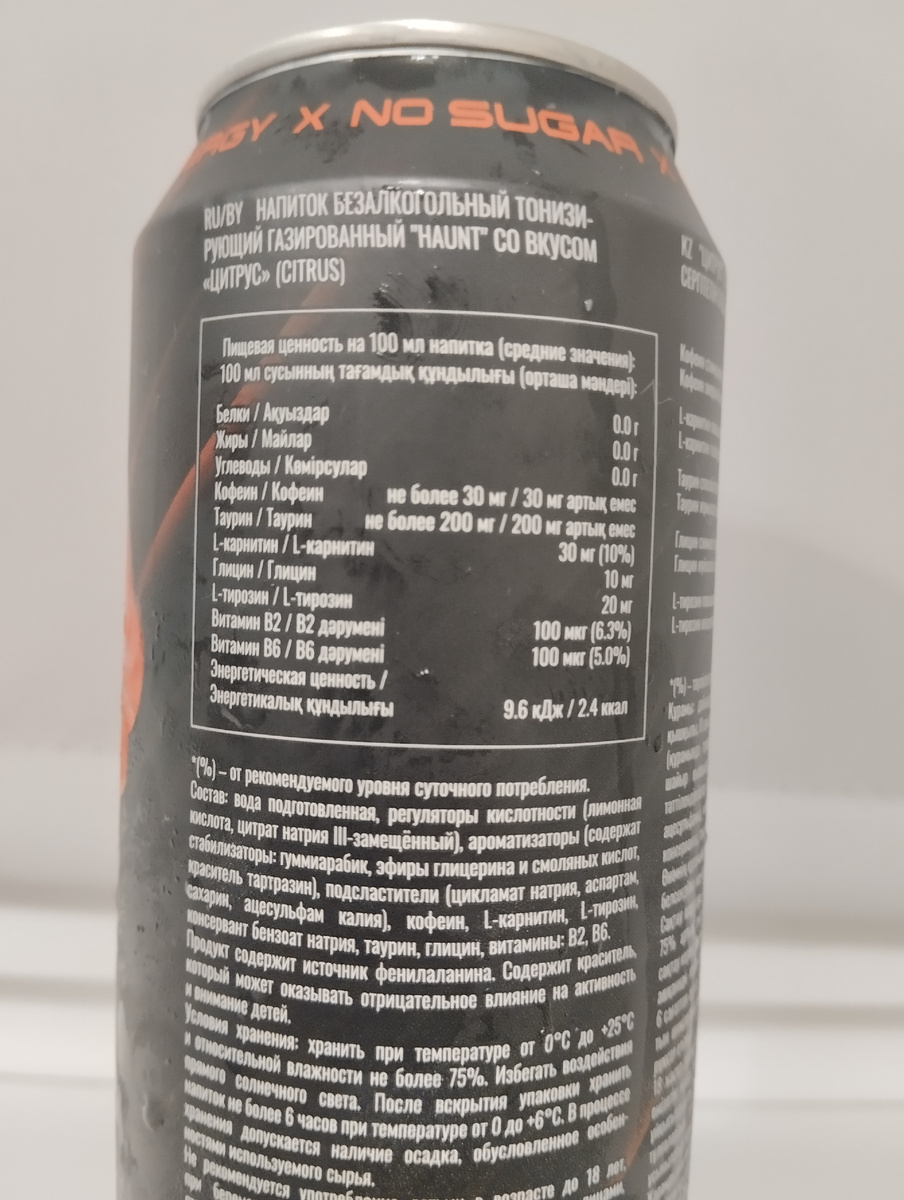 ERGY X NO SUGAR X
RU/BY НАПИТОК БЕЗАЛКОГОЛЬНЫЙ ТОНИЗИ-
РУЮЩИЙ ГАЗИРОВАННЫЙ "HAUNT" СО ВКУСОМ
«ЦИТРУС» (CITRUS)
Пищевая ценность на 100 мл напитка (средние значения):
100 мл сусынның тағамдық құндылығы (орташа мәндері):
Белки / Ақуыздар 0.0 г
Жиры / Майлар 0.0 г
Углеводы / Көмірсулар 0.0 г
Кофеин / Кофеин не более 30 мг / 30 мг артық емес
Таурин / Таурин не более 200 мг / 200 мг артық емес
L-карнитин / L-карнитин 30 мг (10%)
Глицин / Глицин 10 мг
L-тирозин / L-тирозин 20 мг
Витамин B2 / B2 дәрумені 100 мкг (6.3%)
Витамин B6 / B6 дәрумені 100 мкг (5.0%)
Энергетическая ценность /
Энергетикалық құндылығы 9.6 кДж / 2.4 ккал
*(%) – от рекомендуемого уровня суточного потребления.
Состав: вода подготовленная, регуляторы кислотности (лимонная
кислота, цитрат натрия III-замещённый), ароматизаторы (содержат
стабилизаторы: гуммиарабик, эфиры глицерина и смоляных кислот,
краситель тартразин), подсластители (цикламат натрия, аспартам,
сахарин, ацесульфам калия), кофеин, L-карнитин, L-тирозин,
консервант бензоат натрия, таурин, глицин, витамины: B2, B6.
Продукт содержит источник фенилаланина. Содержит краситель,
который может оказывать отрицательное влияние на активность
и внимание детей.
Условия хранения: хранить при температуре от 0°C до +25°C
и относительной влажности не более 75%. Избегать воздействия
прямого солнечного света. После вскрытия упаковки хранить
напиток не более 6 часов при температуре от 0 до +6°C. В процессе
хранения допускается наличие осадка, обусловленное особен-
ностями используемого сырья.
Не рекомендуется употребление в возрасте до 18 лет,
при
KZ